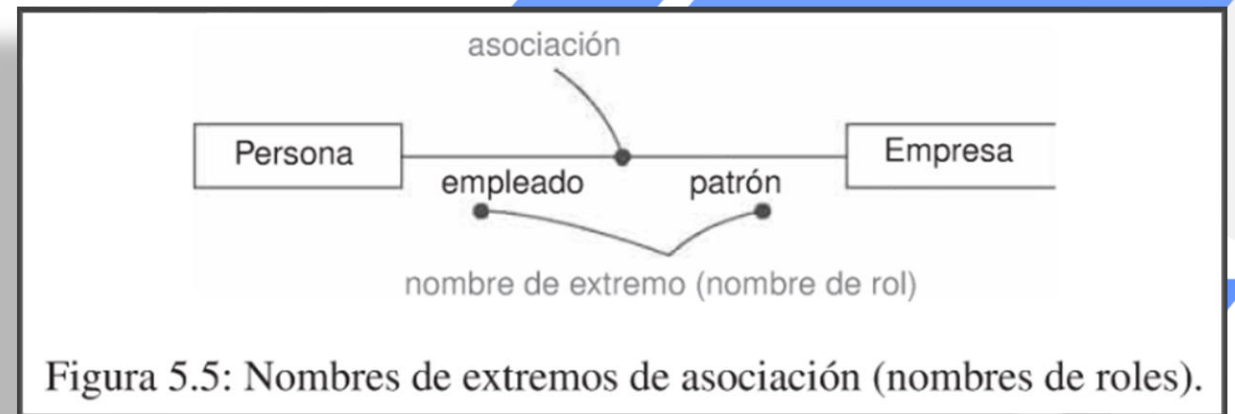 asociación
Persona
Empresa
empleado
patrón
nombre de extremo (nombre de rol)
Figura 5.5: Nombres de extremos de asociación (nombres de roles).